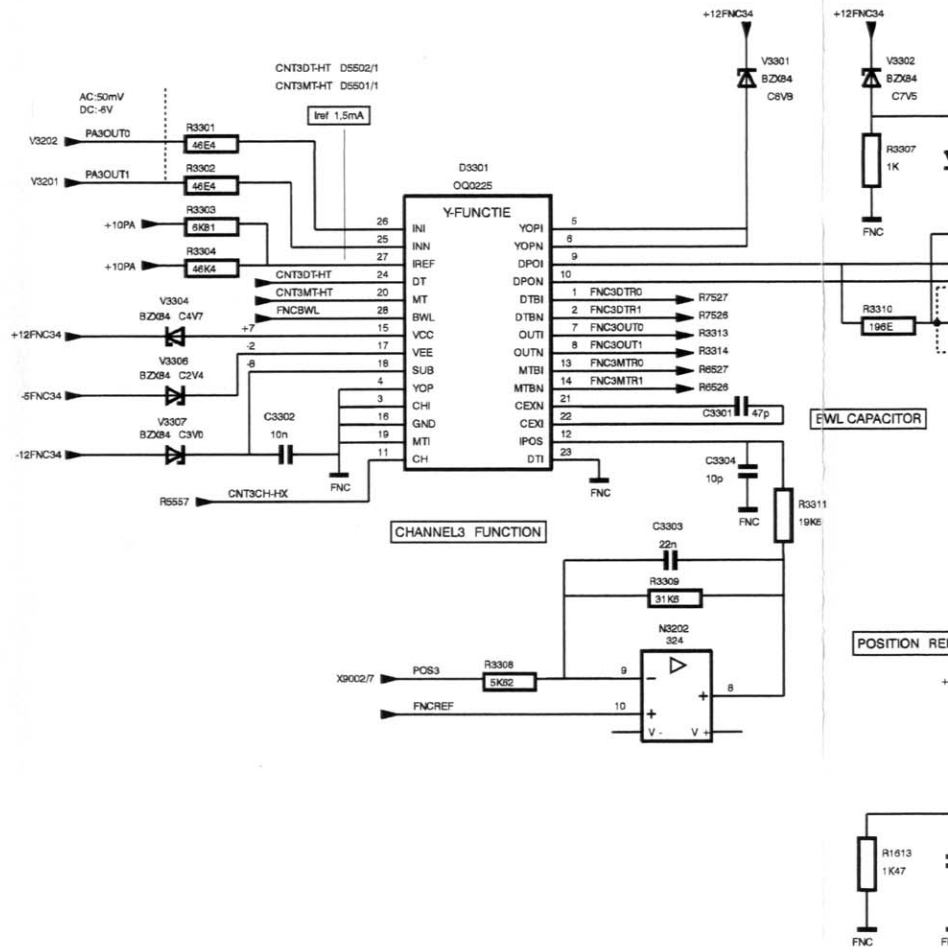 +12FNC34
+12FNC34
V3301
BZX84
C6V8
V3302
BZX84
C7V5
CNT3DT-HT D5502/1
CNT3MT-HT D5501/1
Iref 1,5mA
AC:50mV
DC:-6V
V3202
PA3OUT0
R3301
46E4
V3201
PA3OUT1
R3302
46E4
+10PA
R3303
6K81
+10PA
R3304
46K4
D3301
OQ0225
Y-FUNCTIE
R3307
1K
FNC
26 INI
25 INN
27 IREF
CNT3DT-HT 24 DT
CNT3MT-HT 20 MT
FNCBWL 28 BWL
+7 15 VCC
-2 17 VEE
-8 18 SUB
4 YOP
3 CHI
16 GND
19 MTI
11 CH
YOPI 5
YOPN 6
DPOI 9
DPON 10
DTBI 1 FNC3DTR0 R7527
DTBN 2 FNC3DTR1 R7526
OUTI 7 FNC3OUT0 R3313
OUTN 8 FNC3OUT1 R3314
MTBI 13 FNC3MTR0 R6527
MTBN 14 FNC3MTR1 R6526
CEXN 21
CEXI 22
IPOS 12
DTI 23
C3301 47p
R3310
196E
V3304
BZX84 C4V7
+12FNC34
V3306
BZX84 C2V4
-5FNC34
V3307
BZX84 C3V0
-12FNC34
C3302
10n
FNC
FNC
R5557
CNT3CH-HX
BWL CAPACITOR
C3304
10p
FNC
R3311
19K6
CHANNEL3 FUNCTION
C3303
22n
R3309
31K6
N3202
324
X9002/7
POS3
R3308
5K62
9
-
FNCREF
10
+
+
8
V -
V +
POSITION RE
+
R1613
1K47
FNC
F